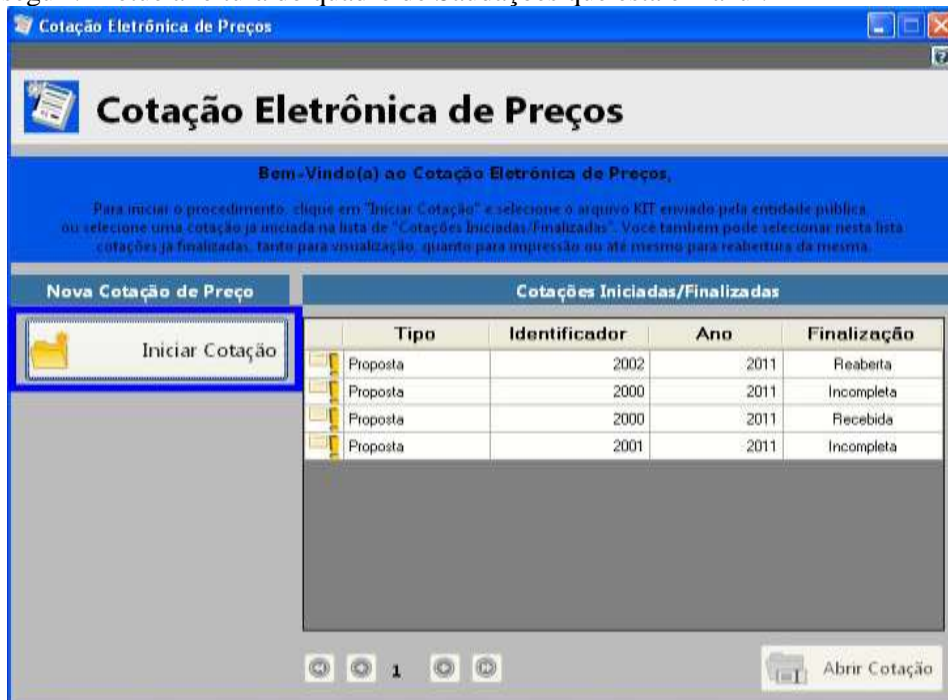 Cotação Eletrônica de Preços
Cotação Eletrônica de Preços
Bem-Vindo(a) ao Cotação Eletrônica de Preços,
Para iniciar o procedimento, clique em "Iniciar Cotação" e selecione o arquivo KIT enviado pela entidade pública,
ou selecione uma cotação já iniciada na lista de "Cotações Iniciadas/Finalizadas". Você também pode selecionar nesta lista
cotações já finalizadas, tanto para visualização, quanto para impressão ou até mesmo para reabertura da mesma.
Nova Cotação de Preço
Cotações Iniciadas/Finalizadas
Iniciar Cotação
Tipo Identificador Ano Finalização
Proposta 2002 2011 Reaberta
Proposta 2000 2011 Incompleta
Proposta 2000 2011 Recebida
Proposta 2001 2011 Incompleta
1
Abrir Cotação